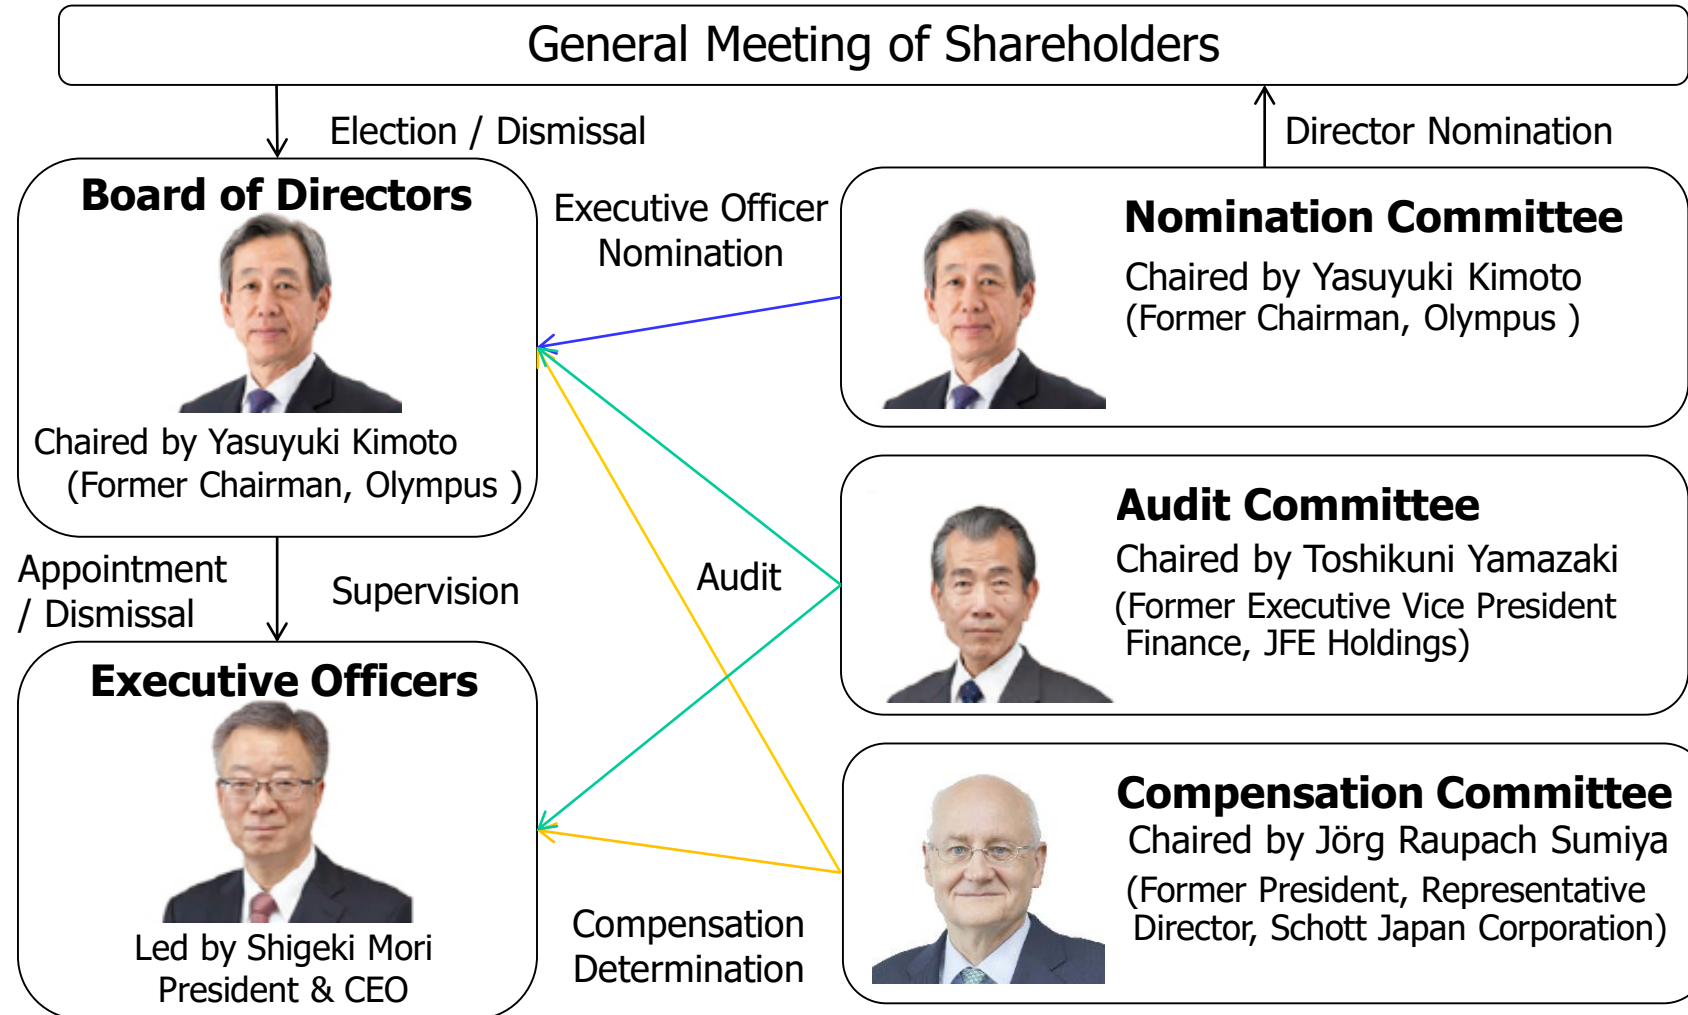 General Meeting of Shareholders
Election / Dismissal
Director Nomination
Board of Directors
Chaired by Yasuyuki Kimoto
(Former Chairman, Olympus )
Executive Officer
Nomination
Nomination Committee
Chaired by Yasuyuki Kimoto
(Former Chairman, Olympus )
Appointment
/ Dismissal
Supervision
Audit
Audit Committee
Chaired by Toshikuni Yamazaki
(Former Executive Vice President
Finance, JFE Holdings)
Executive Officers
Led by Shigeki Mori
President & CEO
Compensation
Determination
Compensation Committee
Chaired by Jörg Raupach Sumiya
(Former President, Representative
Director, Schott Japan Corporation)